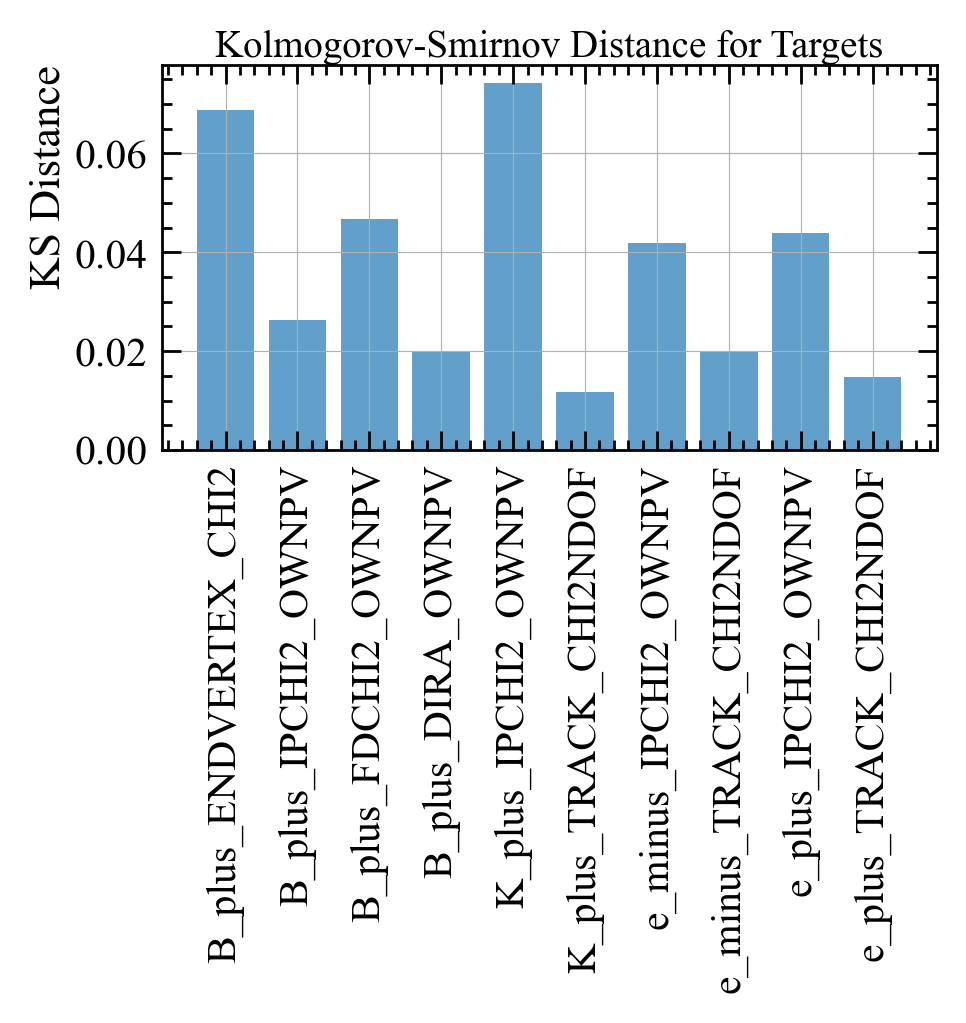 Kolmogorov-Smirnov Distance for Targets
KS Distance
0.06
0.04
0.02
0.00
B_plus_ENDVERTEX_CHI2
B_plus_IPCHI2_OWNPV
B_plus_FDCHI2_OWNPV
B_plus_DIRA_OWNPV
K_plus_IPCHI2_OWNPV
K_plus_TRACK_CHI2NDOF
e_minus_IPCHI2_OWNPV
e_minus_TRACK_CHI2NDOF
e_plus_IPCHI2_OWNPV
e_plus_TRACK_CHI2NDOF